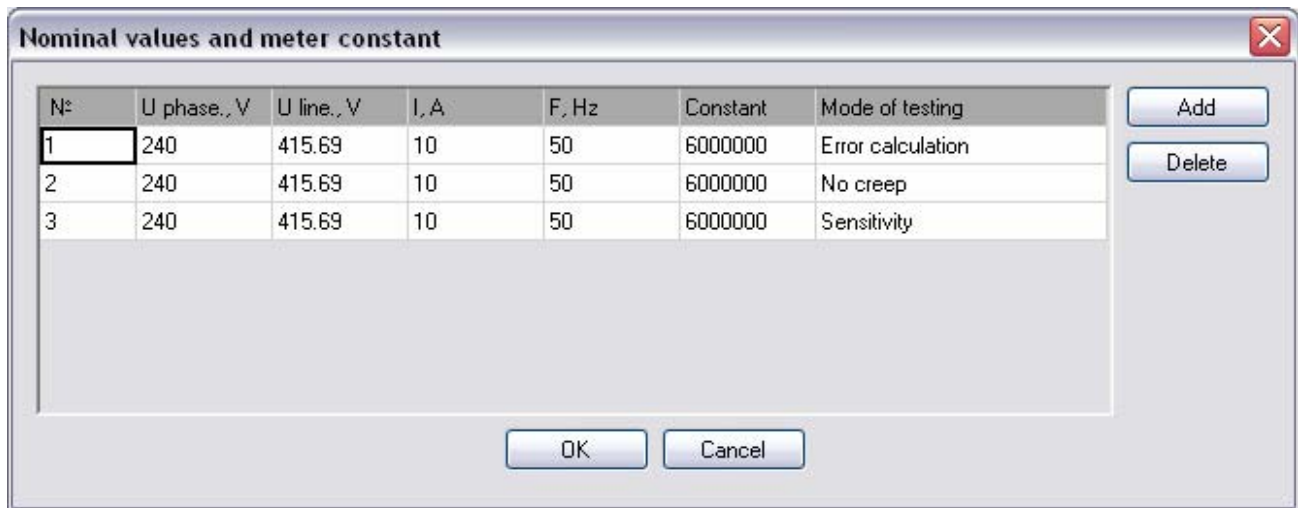 Nominal values and meter constant
№ U phase., V U line., V I, A F, Hz Constant Mode of testing
1 240 415.69 10 50 6000000 Error calculation
2 240 415.69 10 50 6000000 No creep
3 240 415.69 10 50 6000000 Sensitivity
Add
Delete
OK Cancel